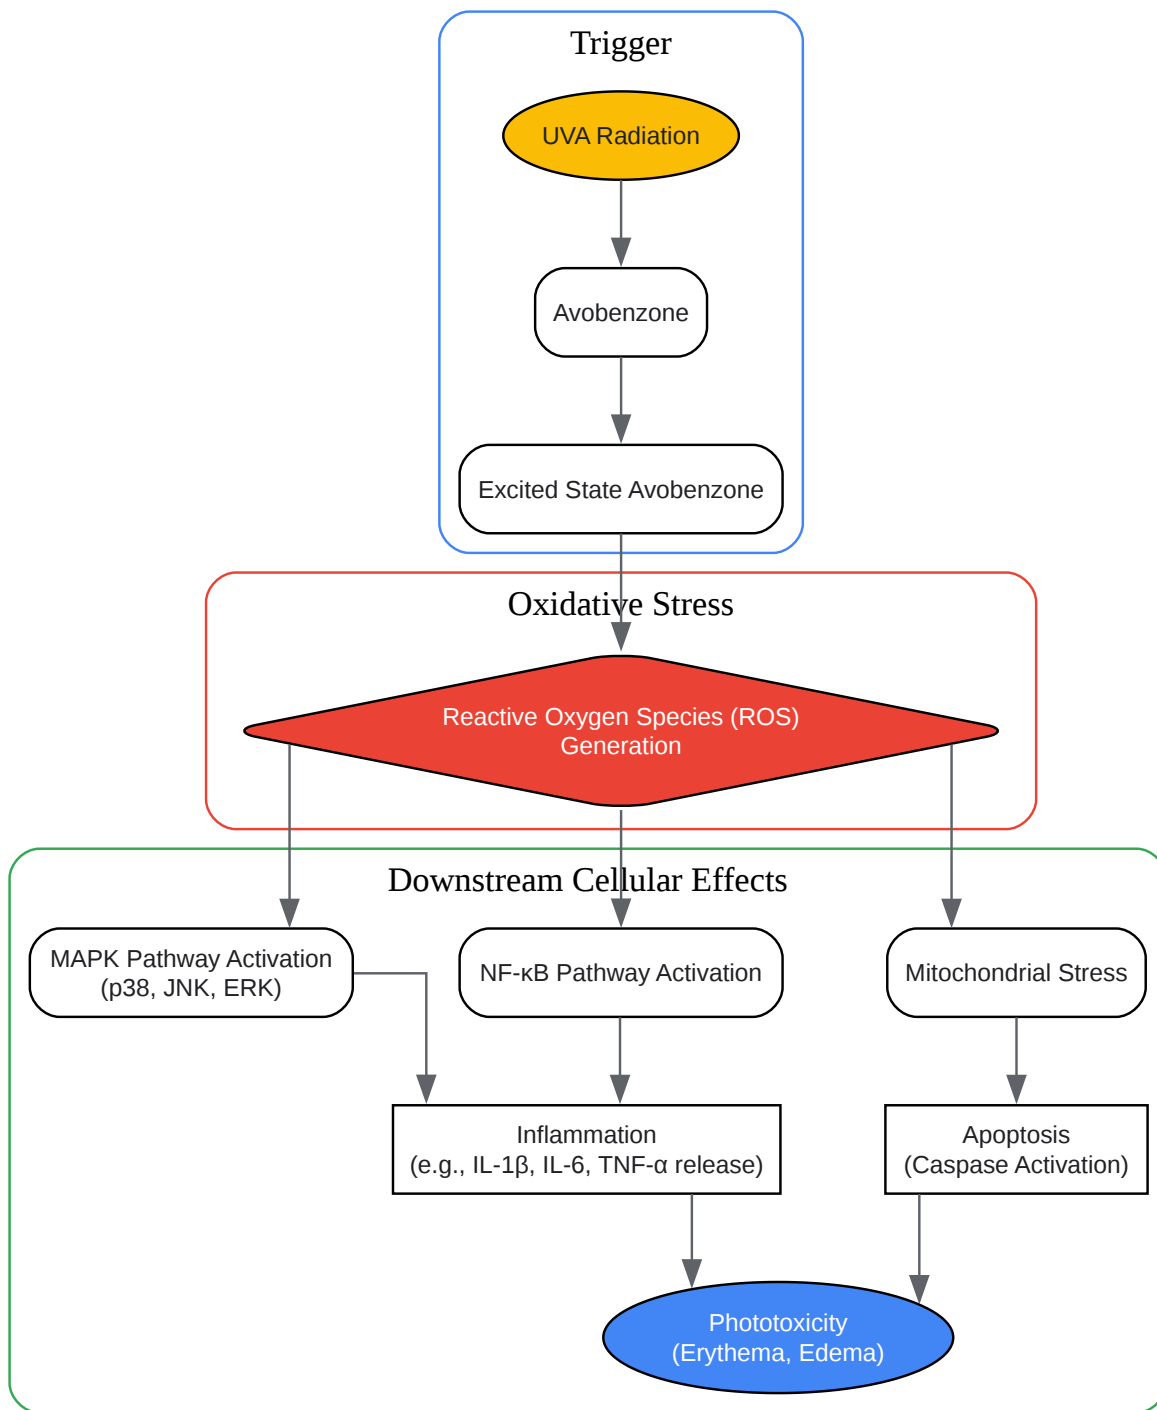 Trigger
UVA Radiation
Avobenzone
Excited State Avobenzone
Oxidative Stress
Reactive Oxygen Species (ROS)
Generation
Downstream Cellular Effects
MAPK Pathway Activation
(p38, JNK, ERK)
NF-κB Pathway Activation
Mitochondrial Stress
Inflammation
(e.g., IL-1β, IL-6, TNF-α release)
Apoptosis
(Caspase Activation)
Phototoxicity
(Erythema, Edema)